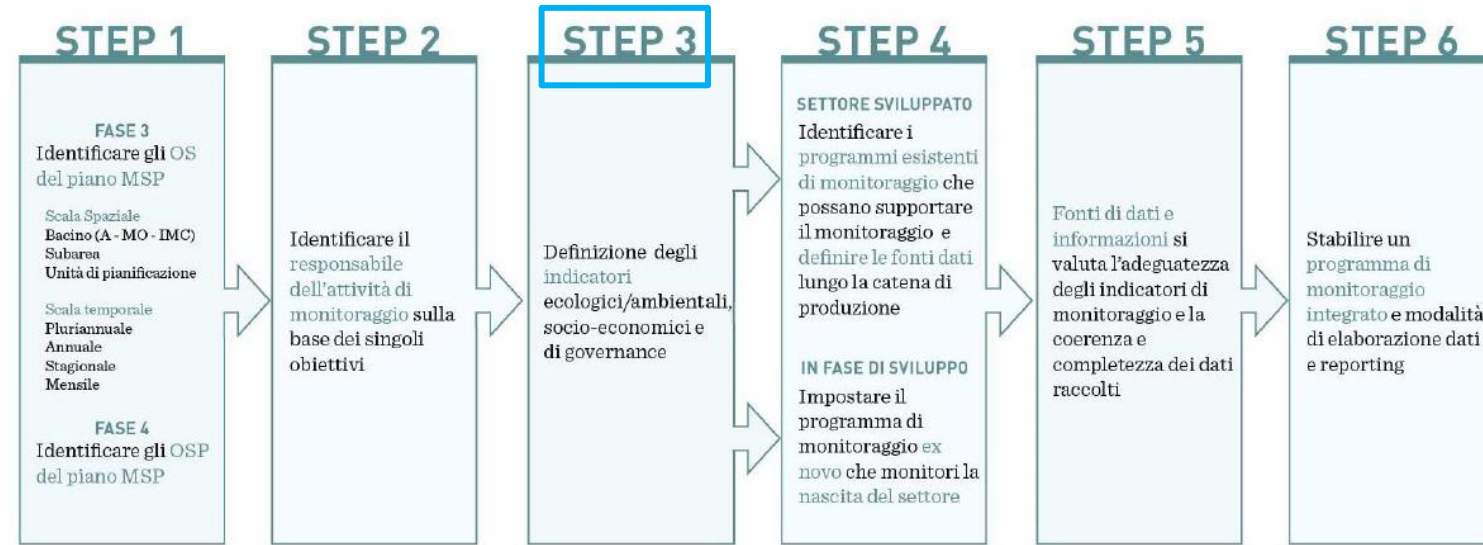 STEP 1
FASE 3
Identificare gli OS
del piano MSP
Scala Spaziale
Bacino (A - MO - IMC)
Subarea
Unità di pianificazione
Scala temporale
Pluriannuale
Annuale
Stagionale
Mensile
FASE 4
Identificare gli OSP
del piano MSP
STEP 2
Identificare il
responsabile
dell'attività di
monitoraggio sulla
base dei singoli
obiettivi
STEP 3
Definizione degli
indicatori
ecologici/ambientali,
socio-economici e
di governance
STEP 4
SETTORE SVILUPPATO
Identificare i
programmi esistenti
di monitoraggio che
possano supportare
il monitoraggio e
definire le fonti dati
lungo la catena di
produzione
IN FASE DI SVILUPPO
Impostare il
programma di
monitoraggio ex
novo che monitori la
nascita del settore
STEP 5
Fonti di dati e
informazioni si
valuta l'adeguatezza
degli indicatori di
monitoraggio e la
coerenza e
completezza dei dati
raccolti
STEP 6
Stabilire un
programma di
monitoraggio
integrato e modalità
di elaborazione dati
e reporting